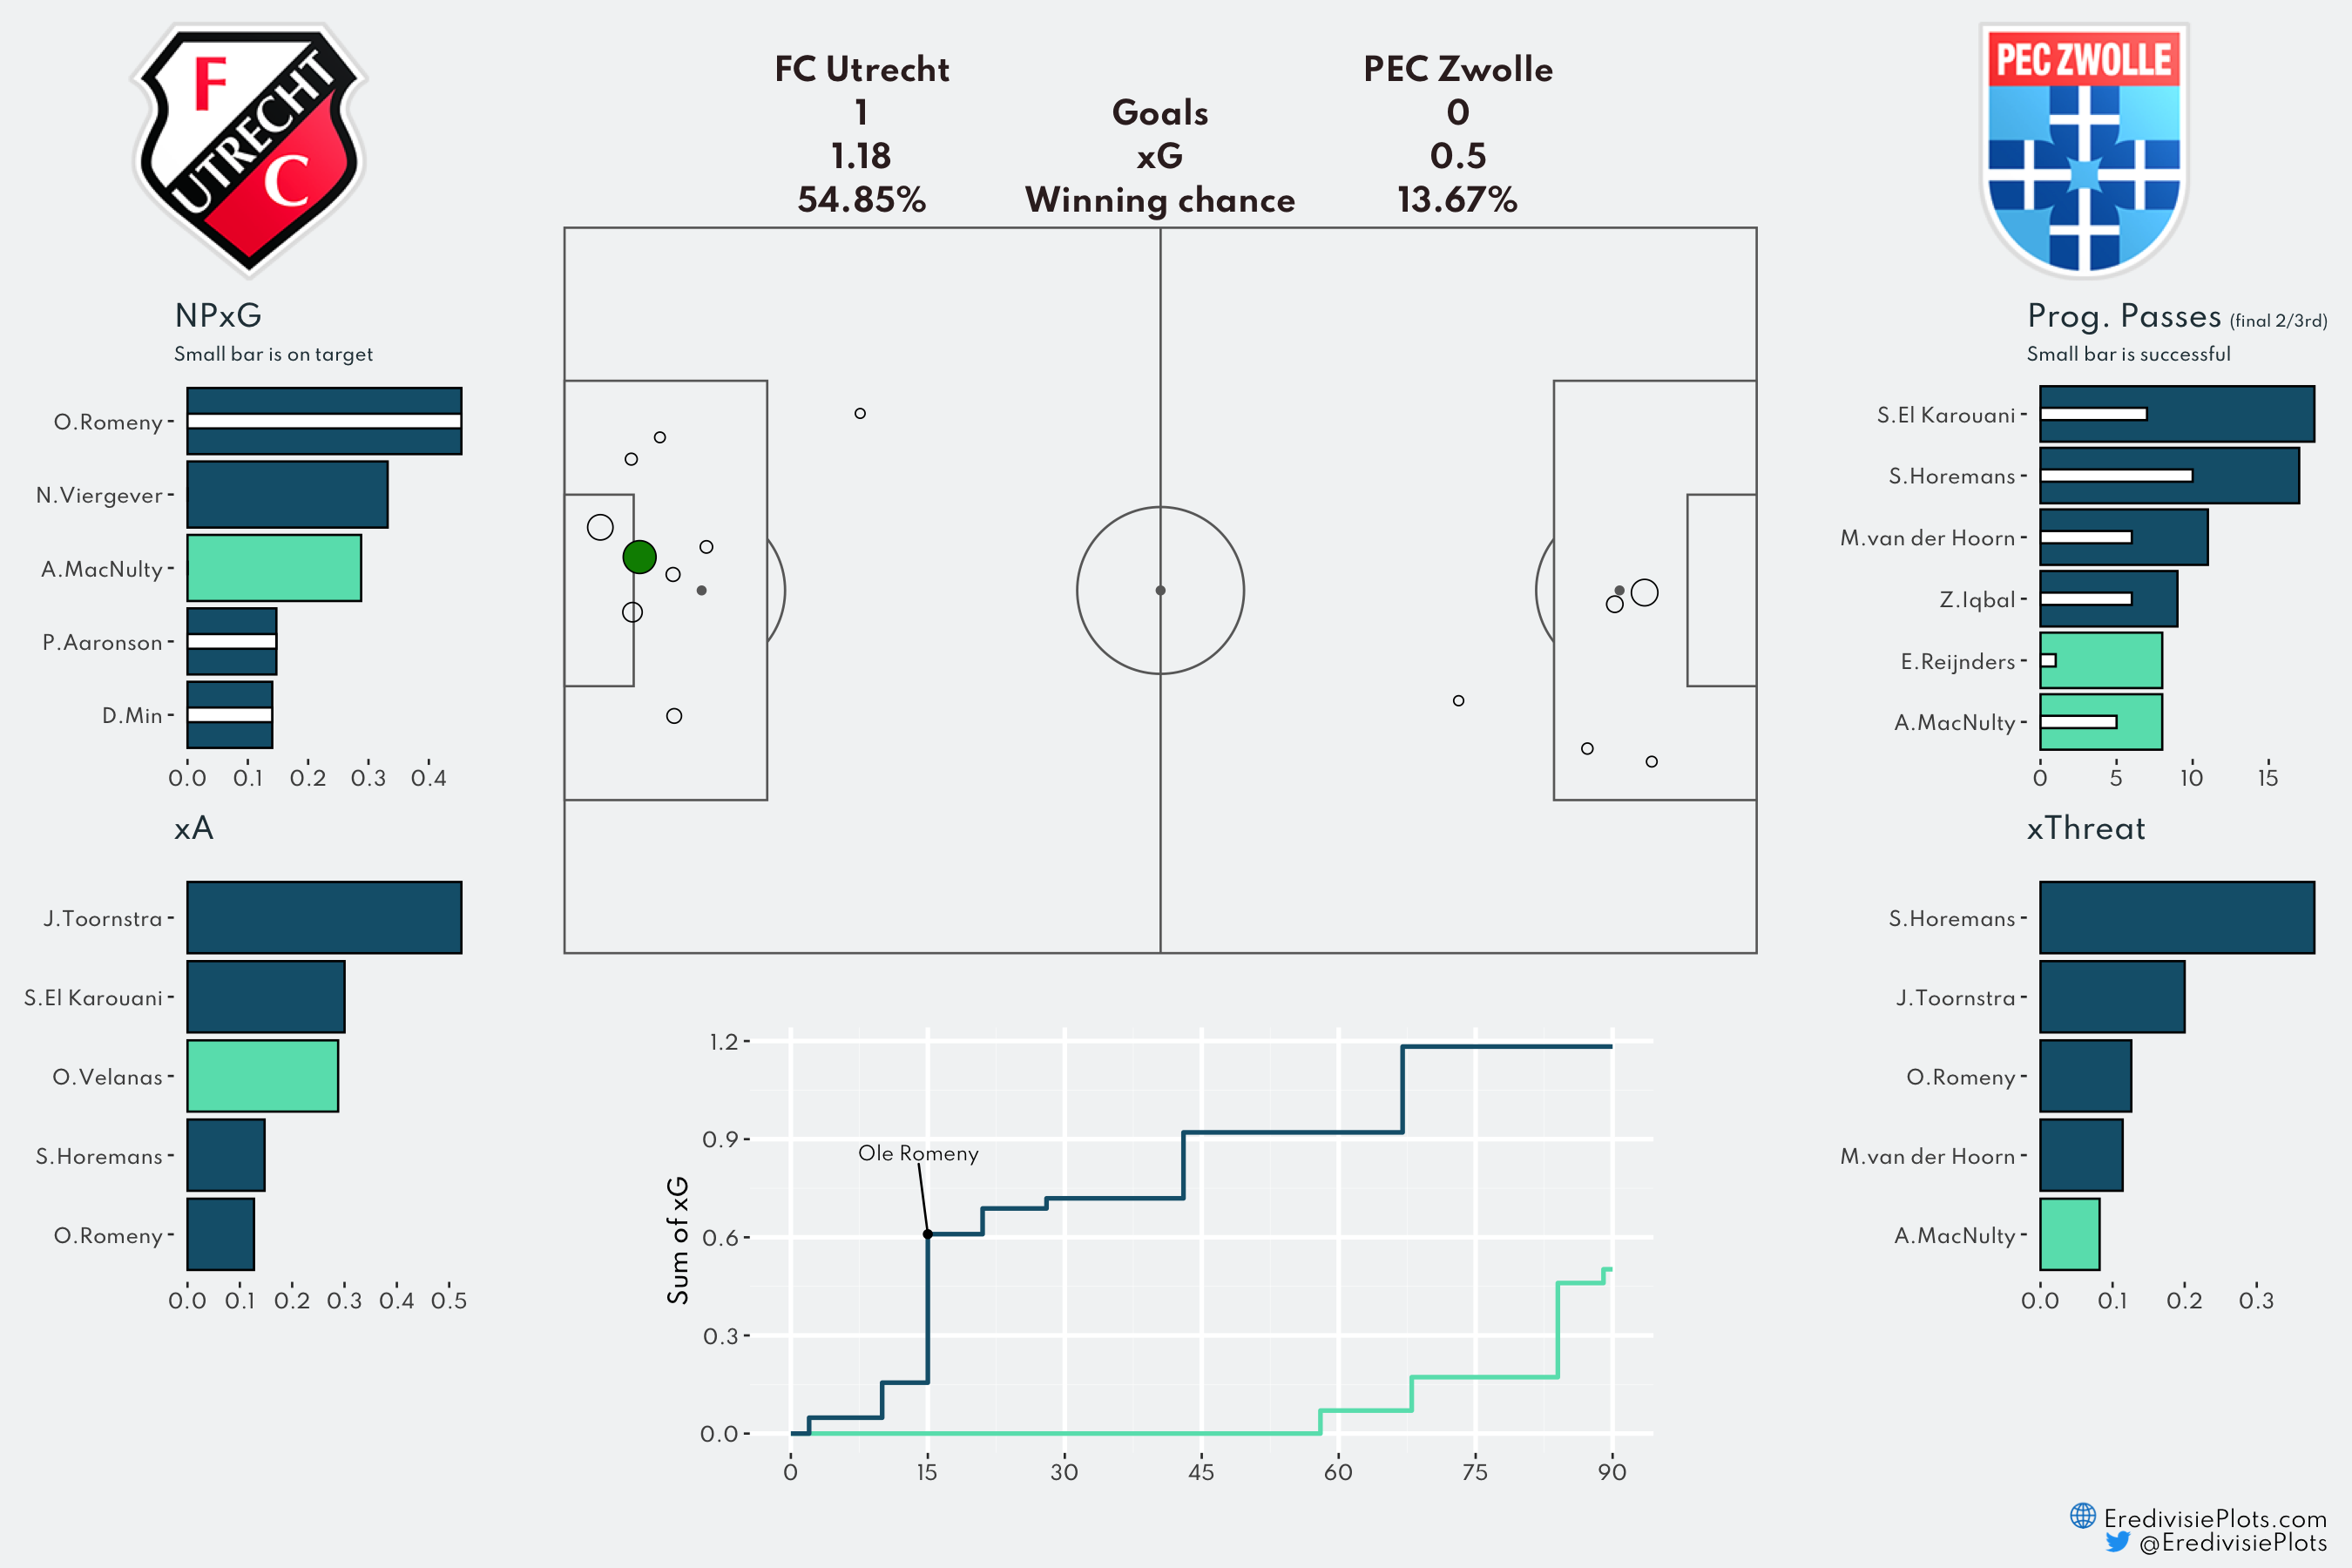 F
UTRECHT
C
PEC ZWOLLE
FC Utrecht PEC Zwolle
1 Goals 0
1.18 xG 0.5
54.85% Winning chance 13.67%
NPxG
Small bar is on target
O.Romeny
N.Viergever
A.MacNulty
P.Aaronson
D.Min
0.0 0.1 0.2 0.3 0.4
Prog. Passes (final 2/3rd)
Small bar is successful
S.El Karouani
S.Horemans
M.van der Hoorn
Z.Iqbal
E.Reijnders
A.MacNulty
0 5 10 15
xA
J.Toornstra
S.El Karouani
O.Velanas
S.Horemans
O.Romeny
0.0 0.1 0.2 0.3 0.4 0.5
Sum of xG
1.2
0.9
0.6
0.3
0.0
Ole Romeny
0 15 30 45 60 75 90
xThreat
S.Horemans
J.Toornstra
O.Romeny
M.van der Hoorn
A.MacNulty
0.0 0.1 0.2 0.3
EredivisiePlots.com
@EredivisiePlots